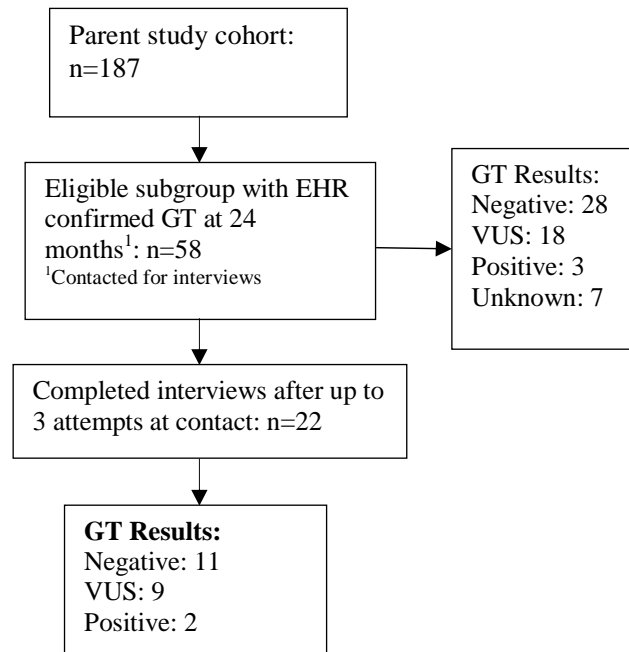 Parent study cohort:
n=187
Eligible subgroup with EHR
confirmed GT at 24
months¹: n=58
¹Contacted for interviews
GT Results:
Negative: 28
VUS: 18
Positive: 3
Unknown: 7
Completed interviews after up to
3 attempts at contact: n=22
GT Results:
Negative: 11
VUS: 9
Positive: 2